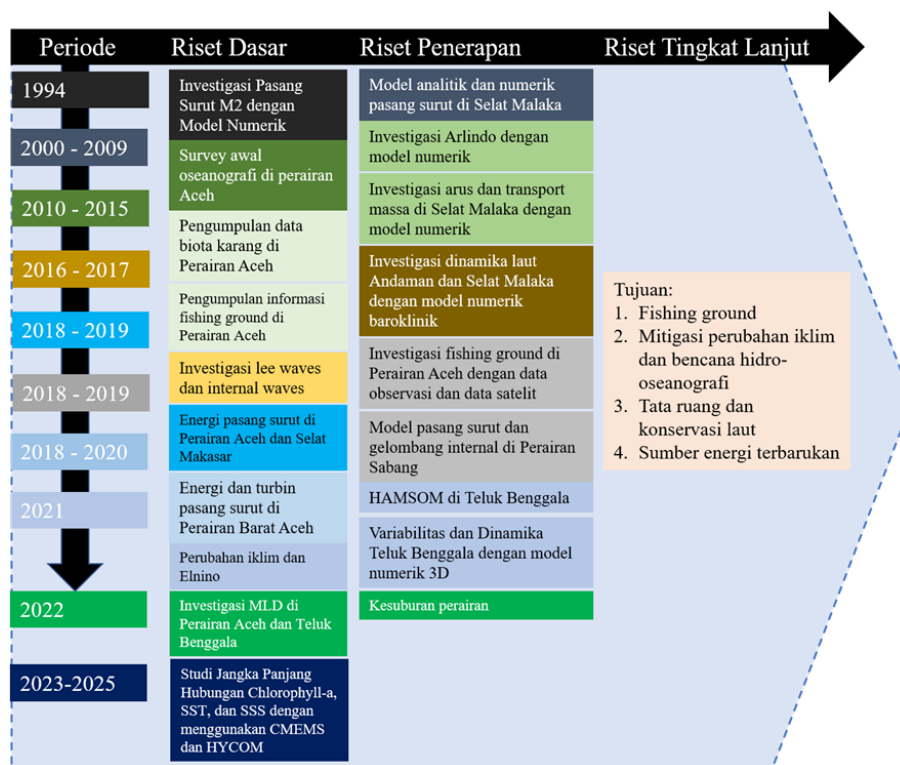 Periode
Riset Dasar
Riset Penerapan
Riset Tingkat Lanjut
1994
2000 - 2009
2010 - 2015
2016 - 2017
2018 - 2019
2018 - 2019
2018 - 2020
2021
2022
2023-2025
Investigasi Pasang
Surut M2 dengan
Model Numerik
Survey awal
oseanografi di perairan
Aceh
Pengumpulan data
biota karang di
Perairan Aceh
Pengumpulan informasi
fishing ground di
Perairan Aceh
Investigasi lee waves
dan internal waves
Energi pasang surut di
Perairan Aceh dan Selat
Makasar
Energi dan turbin
pasang surut di
Perairan Barat Aceh
Perubahan iklim dan
Elnino
Investigasi MLD di
Perairan Aceh dan Teluk
Benggala
Studi Jangka Panjang
Hubungan Chlorophyll-a,
SST, dan SSS dengan
menggunakan CMEMS
dan HYCOM
Model analitik dan numerik
pasang surut di Selat Malaka
Investigasi Arlindo dengan
model numerik
Investigasi arus dan transport
massa di Selat Malaka dengan
model numerik
Investigasi dinamika laut
Andaman dan Selat Malaka
dengan model numerik
baroklinik
Investigasi fishing ground di
Perairan Aceh dengan data
observasi dan data satelit
Model pasang surut dan
gelombang internal di Perairan
Sabang
HAMSOM di Teluk Benggala
Variabilitas dan Dinamika
Teluk Benggala dengan model
numerik 3D
Kesuburan perairan
Tujuan:
1. Fishing ground
2. Mitigasi perubahan iklim
dan bencana hidro-
oseanografi
3. Tata ruang dan
konservasi laut
4. Sumber energi terbarukan